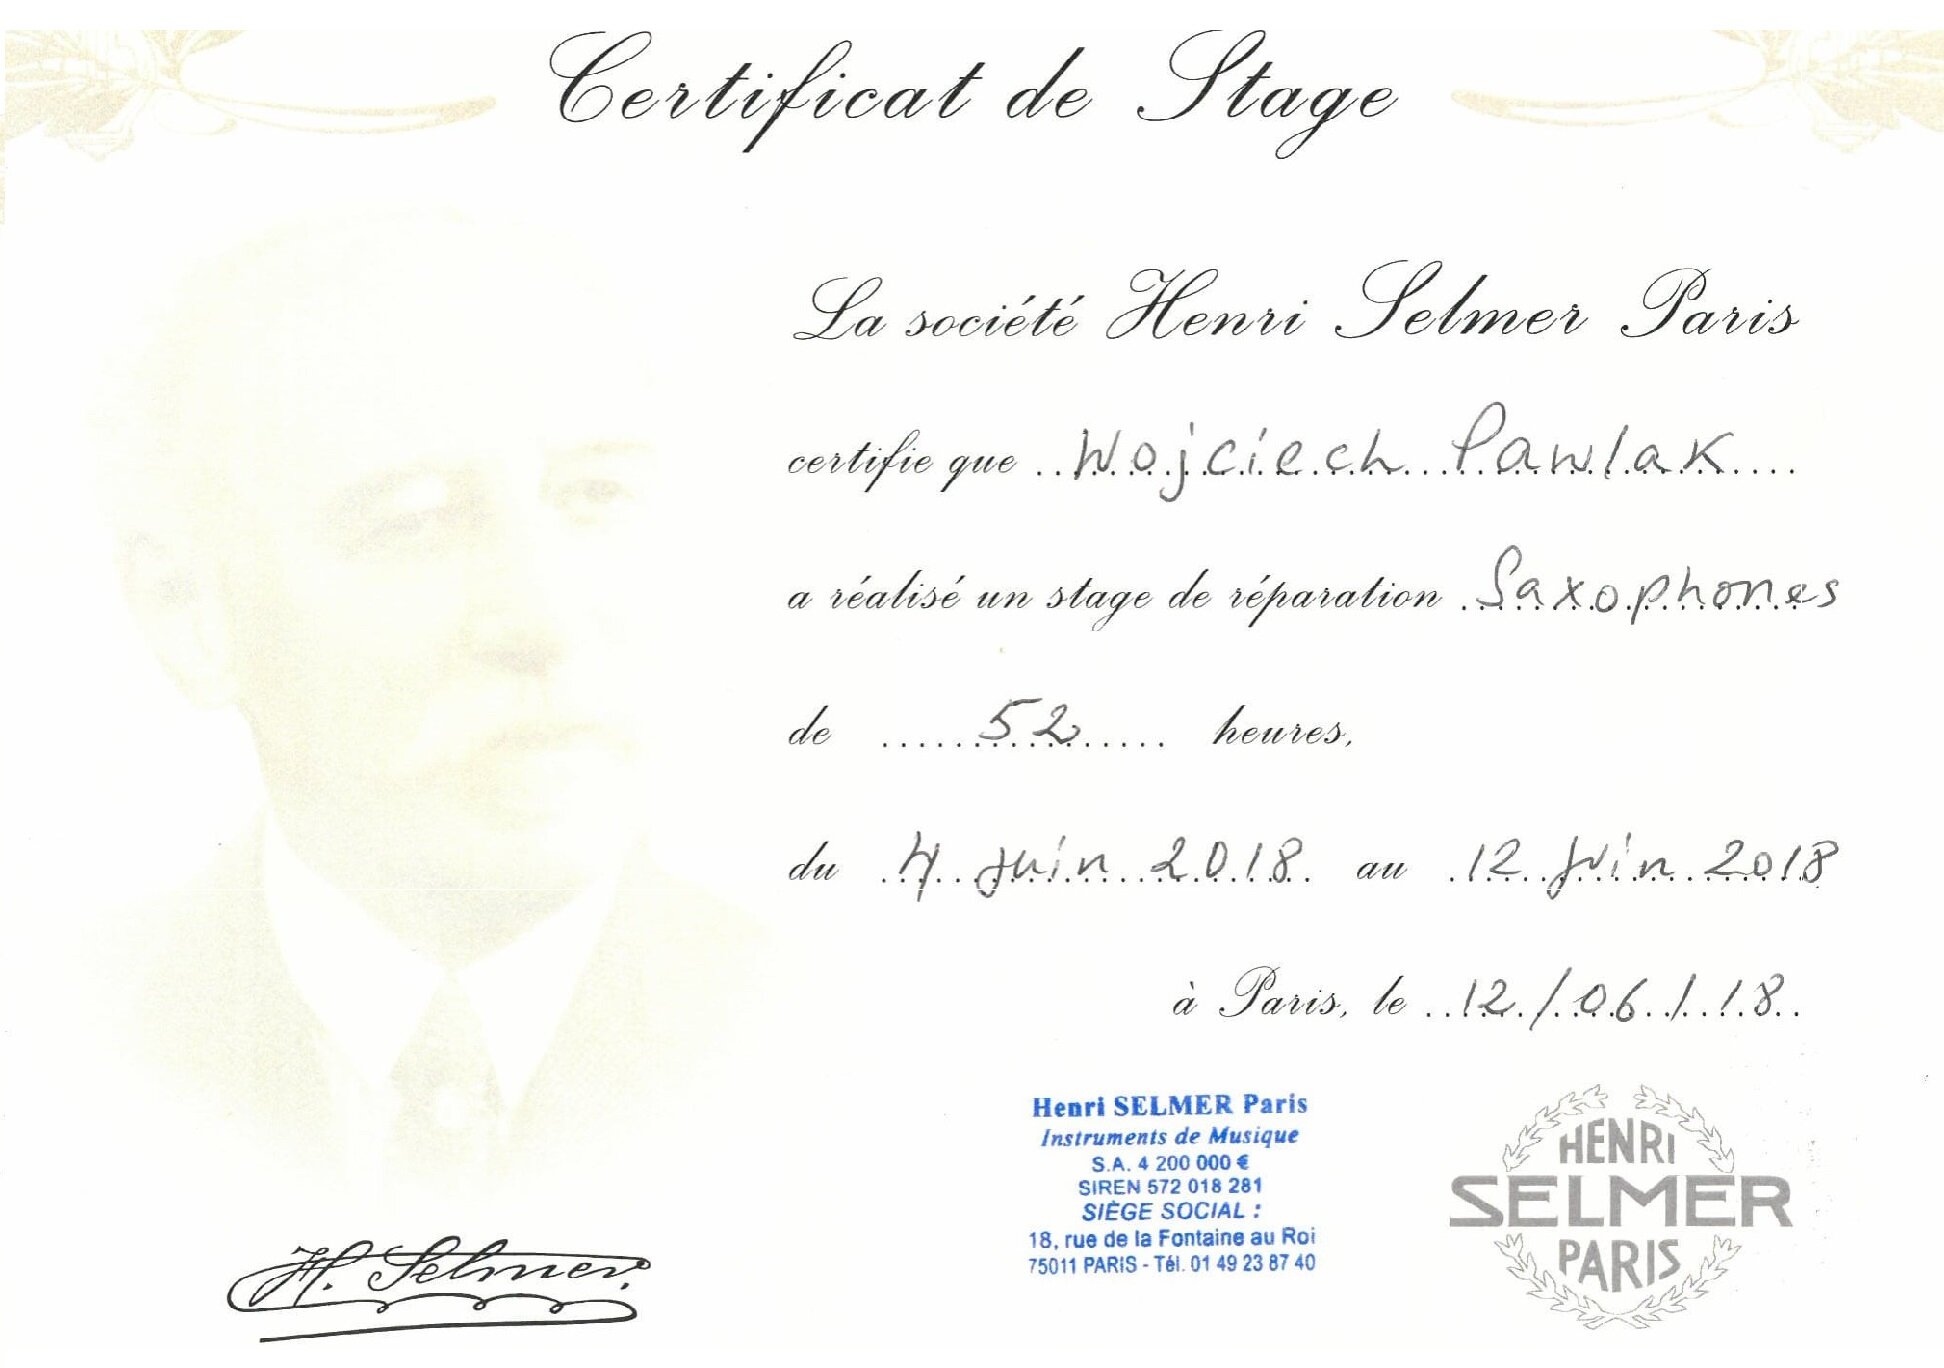 Certificat de Stage
La société Henri Selmer Paris
certifie que ..Wojciech Pawlak....
a réalisé un stage de réparation .Saxophones
de ......52...... heures,
du .4 juin 2018. au .12 juin 2018
à Paris, le ..12/06/18..
Henri SELMER Paris
Instruments de Musique
S.A. 4 200 000 €
SIREN 572 018 281
SIÈGE SOCIAL :
18, rue de la Fontaine au Roi
75011 PARIS - Tél. 01 49 23 87 40
HENRI
SELMER
PARIS
H. Selmer.